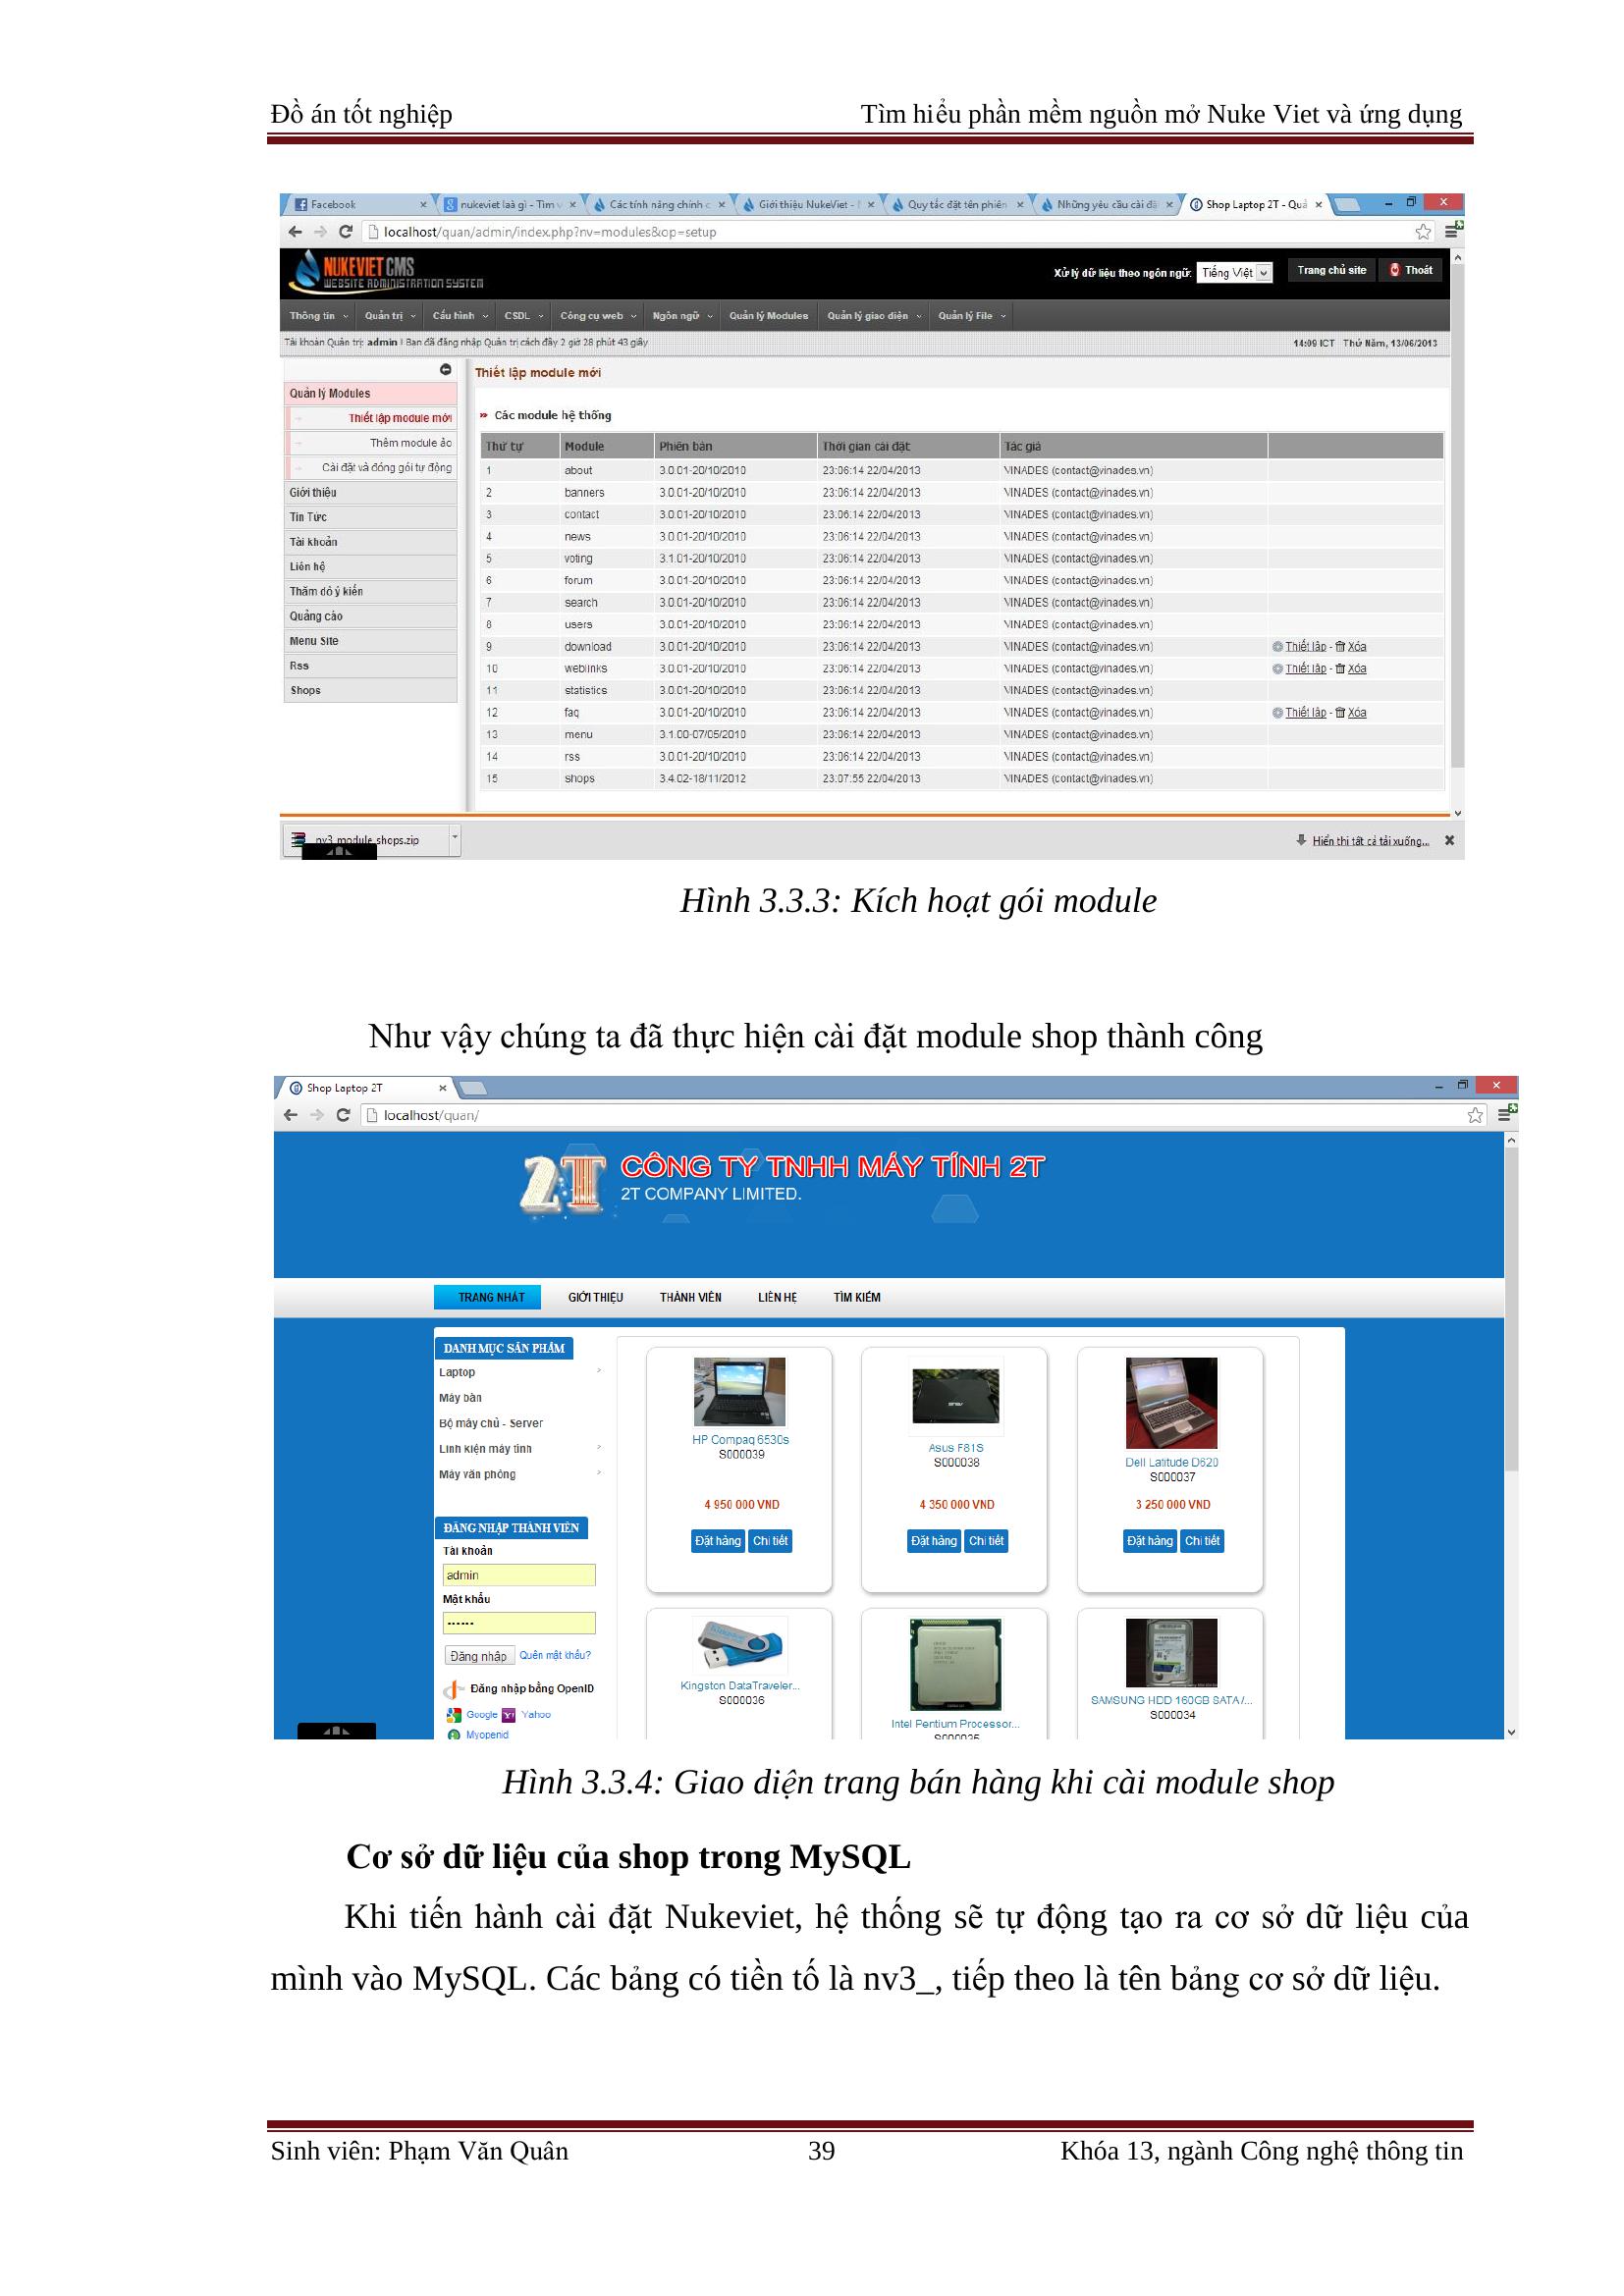 Đồ án tốt nghiệp Tìm hiểu phần mềm nguồn mở Nuke Viet và ứng dụng
Facebook nukeviet laà gì - Tìm v Các tính năng chính c Giới thiệu NukeViet - Quy tắc đặt tên phiên Những yêu cầu cài đặ Shop Laptop 2T - Quả
localhost/quan/admin/index.php?nv=modules&op=setup
NUKEVIET CMS
WEBSITE ADMINISTRATION SYSTEM
Xử lý dữ liệu theo ngôn ngữ: Tiếng Việt Trang chủ site Thoát
Thông tin Quản trị Cấu hình CSDL Công cụ web Ngôn ngữ Quản lý Modules Quản lý giao diện Quản lý File
Tài khoản Quản trị: admin ! Bạn đã đăng nhập Quản trị cách đây 2 giờ 28 phút 43 giây 14:09 ICT Thứ Năm, 13/06/2013
Quản lý Modules
Thiết lập module mới
Thêm module ảo
Cài đặt và đóng gói tự động
Giới thiệu
Tin Tức
Tài khoản
Liên hệ
Thăm dò ý kiến
Quảng cáo
Menu Site
Rss
Shops
Thiết lập module mới
Các module hệ thống
Thứ tự Module Phiên bản Thời gian cài đặt Tác giả
1 about 3.0.01-20/10/2010 23:06:14 22/04/2013 VINADES (contact@vinades.vn)
2 banners 3.0.01-20/10/2010 23:06:14 22/04/2013 VINADES (contact@vinades.vn)
3 contact 3.0.01-20/10/2010 23:06:14 22/04/2013 VINADES (contact@vinades.vn)
4 news 3.0.01-20/10/2010 23:06:14 22/04/2013 VINADES (contact@vinades.vn)
5 voting 3.1.01-20/10/2010 23:06:14 22/04/2013 VINADES (contact@vinades.vn)
6 forum 3.0.01-20/10/2010 23:06:14 22/04/2013 VINADES (contact@vinades.vn)
7 search 3.0.01-20/10/2010 23:06:14 22/04/2013 VINADES (contact@vinades.vn)
8 users 3.0.01-20/10/2010 23:06:14 22/04/2013 VINADES (contact@vinades.vn)
9 download 3.0.01-20/10/2010 23:06:14 22/04/2013 VINADES (contact@vinades.vn) Thiết lập - Xóa
10 weblinks 3.0.01-20/10/2010 23:06:14 22/04/2013 VINADES (contact@vinades.vn) Thiết lập - Xóa
11 statistics 3.0.01-20/10/2010 23:06:14 22/04/2013 VINADES (contact@vinades.vn)
12 faq 3.0.01-20/10/2010 23:06:14 22/04/2013 VINADES (contact@vinades.vn) Thiết lập - Xóa
13 menu 3.1.00-07/05/2010 23:06:14 22/04/2013 VINADES (contact@vinades.vn)
14 rss 3.0.01-20/10/2010 23:06:14 22/04/2013 VINADES (contact@vinades.vn)
15 shops 3.4.02-18/11/2012 23:07:55 22/04/2013 VINADES (contact@vinades.vn)
nv3_module_shops.zip Hiển thị tất cả tải xuống...
Hình 3.3.3: Kích hoạt gói module
Như vậy chúng ta đã thực hiện cài đặt module shop thành công
Shop Laptop 2T
localhost/quan/
2T CÔNG TY TNHH MÁY TÍNH 2T
2T COMPANY LIMITED.
TRANG NHẤT GIỚI THIỆU THÀNH VIÊN LIÊN HỆ TÌM KIẾM
DANH MỤC SẢN PHẨM
Laptop
Máy bàn
Bộ máy chủ - Server
Linh kiện máy tính
Máy văn phòng
ĐĂNG NHẬP THÀNH VIÊN
Tài khoản
admin
Mật khẩu
••••••
Đăng nhập Quên mật khẩu?
Đăng nhập bằng OpenID
Google Yahoo
Myopenid
HP Compaq 6530s
S000039
4 950 000 VND
Đặt hàng Chi tiết
Asus F81S
S000038
4 350 000 VND
Đặt hàng Chi tiết
Dell Latitude D620
S000037
3 250 000 VND
Đặt hàng Chi tiết
Kingston DataTraveler...
S000036
Intel Pentium Processor...
S000035
SAMSUNG HDD 160GB SATA /...
S000034
Hình 3.3.4: Giao diện trang bán hàng khi cài module shop
Cơ sở dữ liệu của shop trong MySQL
Khi tiến hành cài đặt Nukeviet, hệ thống sẽ tự động tạo ra cơ sở dữ liệu của
mình vào MySQL. Các bảng có tiền tố là nv3_, tiếp theo là tên bảng cơ sở dữ liệu.
Sinh viên: Phạm Văn Quân 39 Khóa 13, ngành Công nghệ thông tin